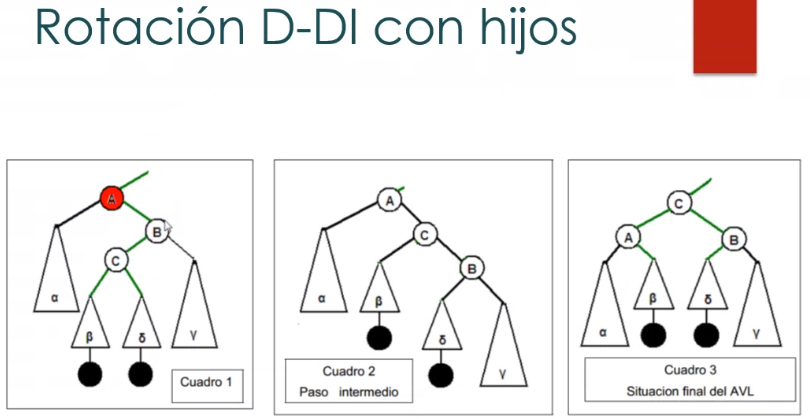 Rotación D-DI con hijos
A
B
C
α
β
δ
γ
Cuadro 1
A
C
B
α
β
δ
γ
Cuadro 2
Paso intermedio
C
A
B
β
δ
α
γ
Cuadro 3
Situacion final del AVL